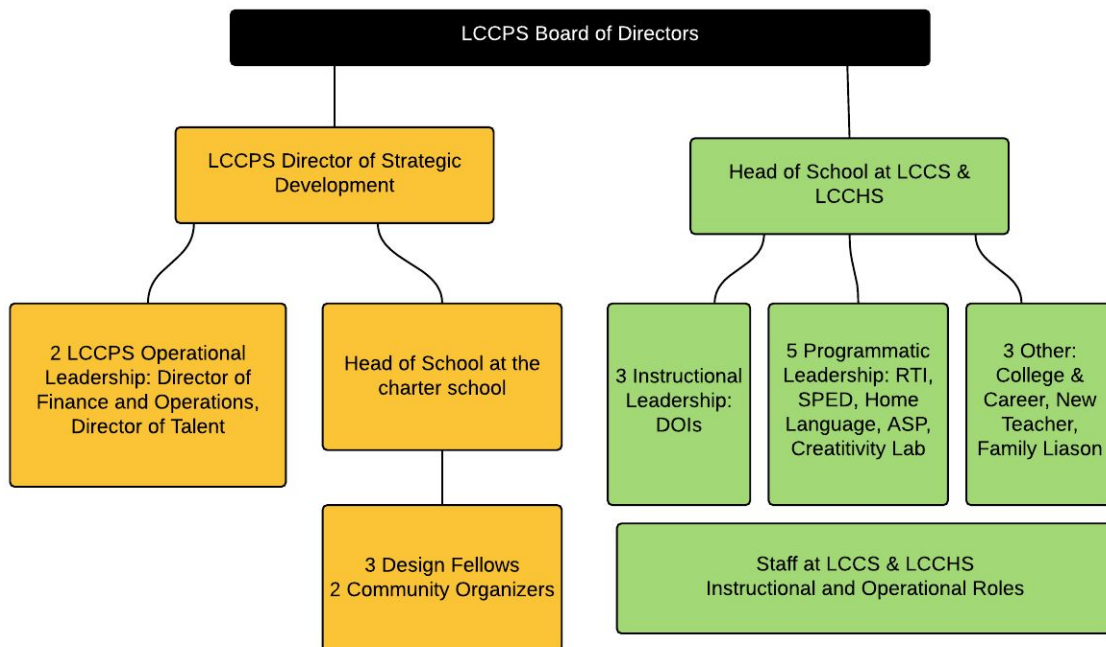 LCCPS Board of Directors
LCCPS Director of Strategic
Development
Head of School at LCCS &
LCCHS
2 LCCPS Operational
Leadership: Director of
Finance and Operations,
Director of Talent
Head of School at the
charter school
3 Instructional
Leadership:
DOIs
5 Programmatic
Leadership: RTI,
SPED, Home
Language, ASP,
Creatitivity Lab
3 Other:
College &
Career, New
Teacher,
Family Liason
3 Design Fellows
2 Community Organizers
Staff at LCCS & LCCHS
Instructional and Operational Roles